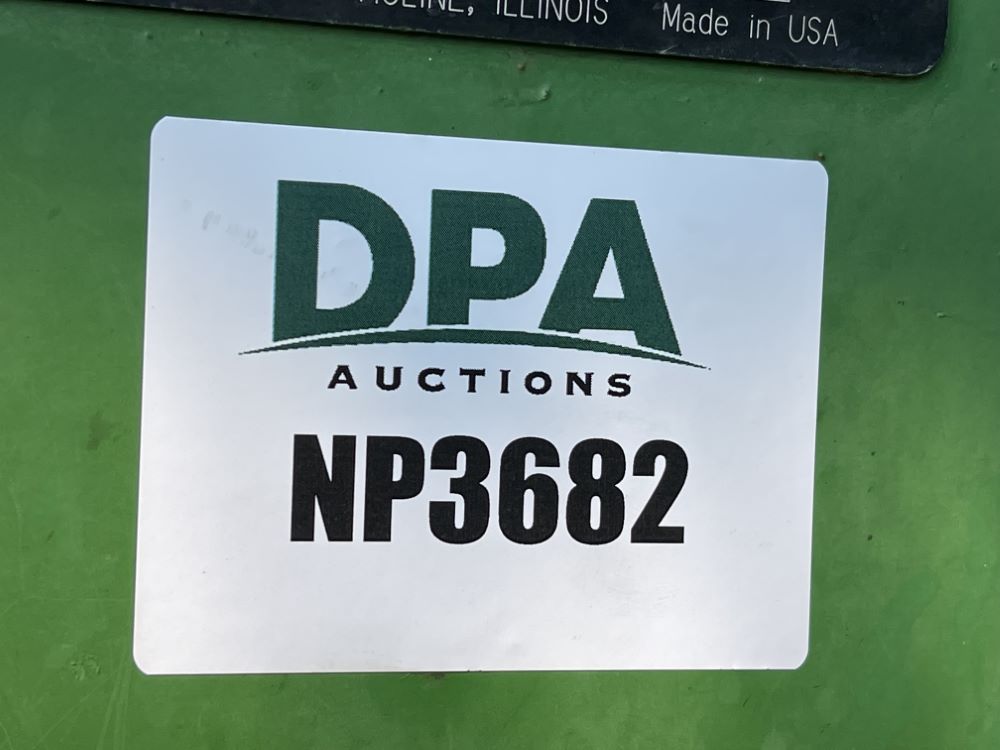 ILLINOIS Made in USA
DPA
AUCTIONS
NP3682